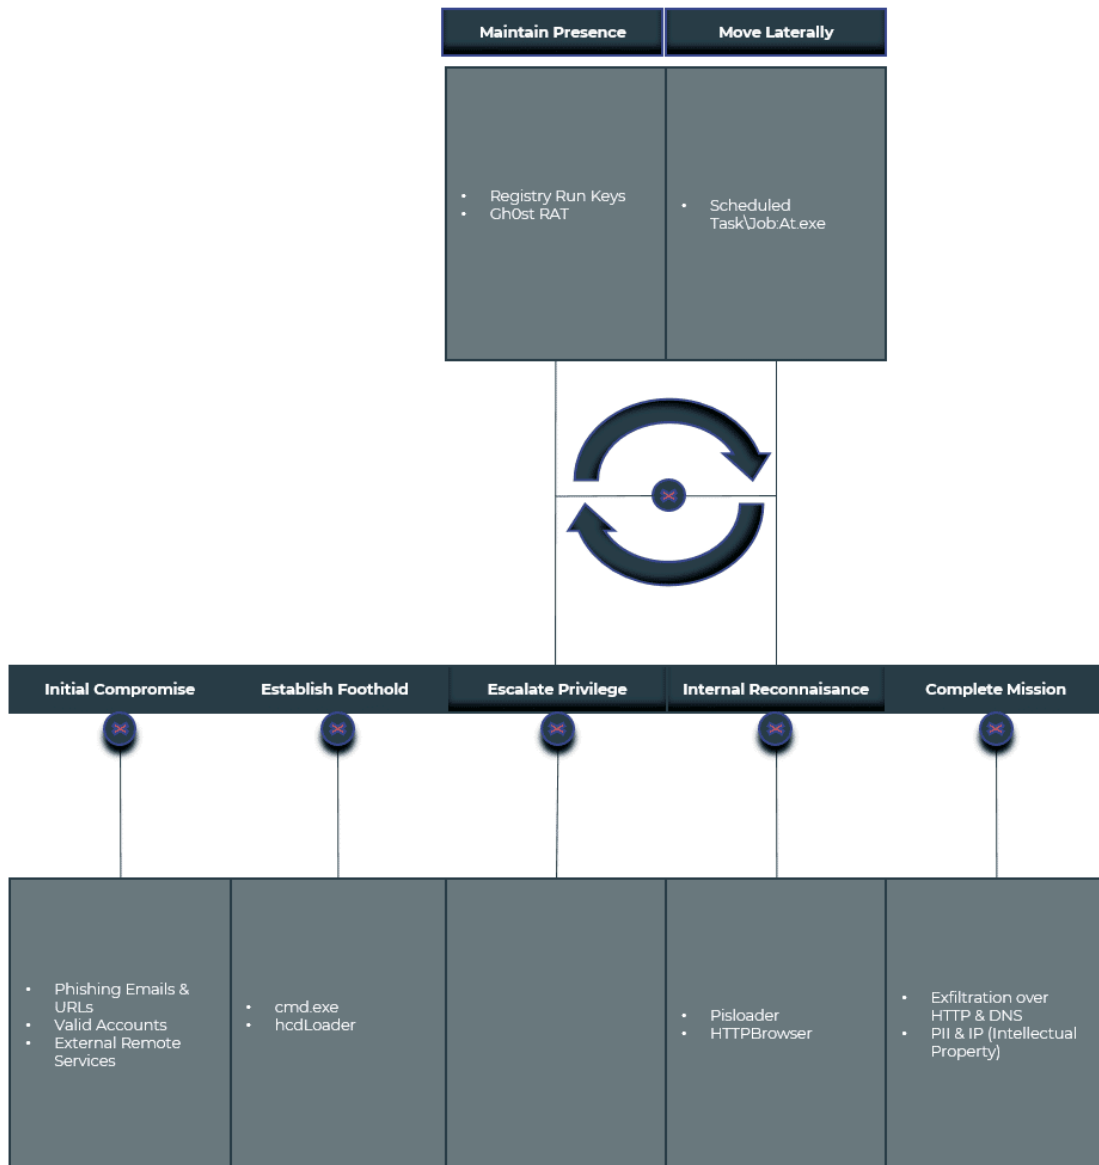 Maintain Presence
Move Laterally
• Registry Run Keys
• Gh0st RAT
• Scheduled
Task\Job:At.exe
Initial Compromise
Establish Foothold
Escalate Privilege
Internal Reconnaisance
Complete Mission
• Phishing Emails &
URLs
• Valid Accounts
• External Remote
Services
• cmd.exe
• hcdLoader
• Pisloader
• HTTPBrowser
• Exfiltration over
HTTP & DNS
• PII & IP (Intellectual
Property)